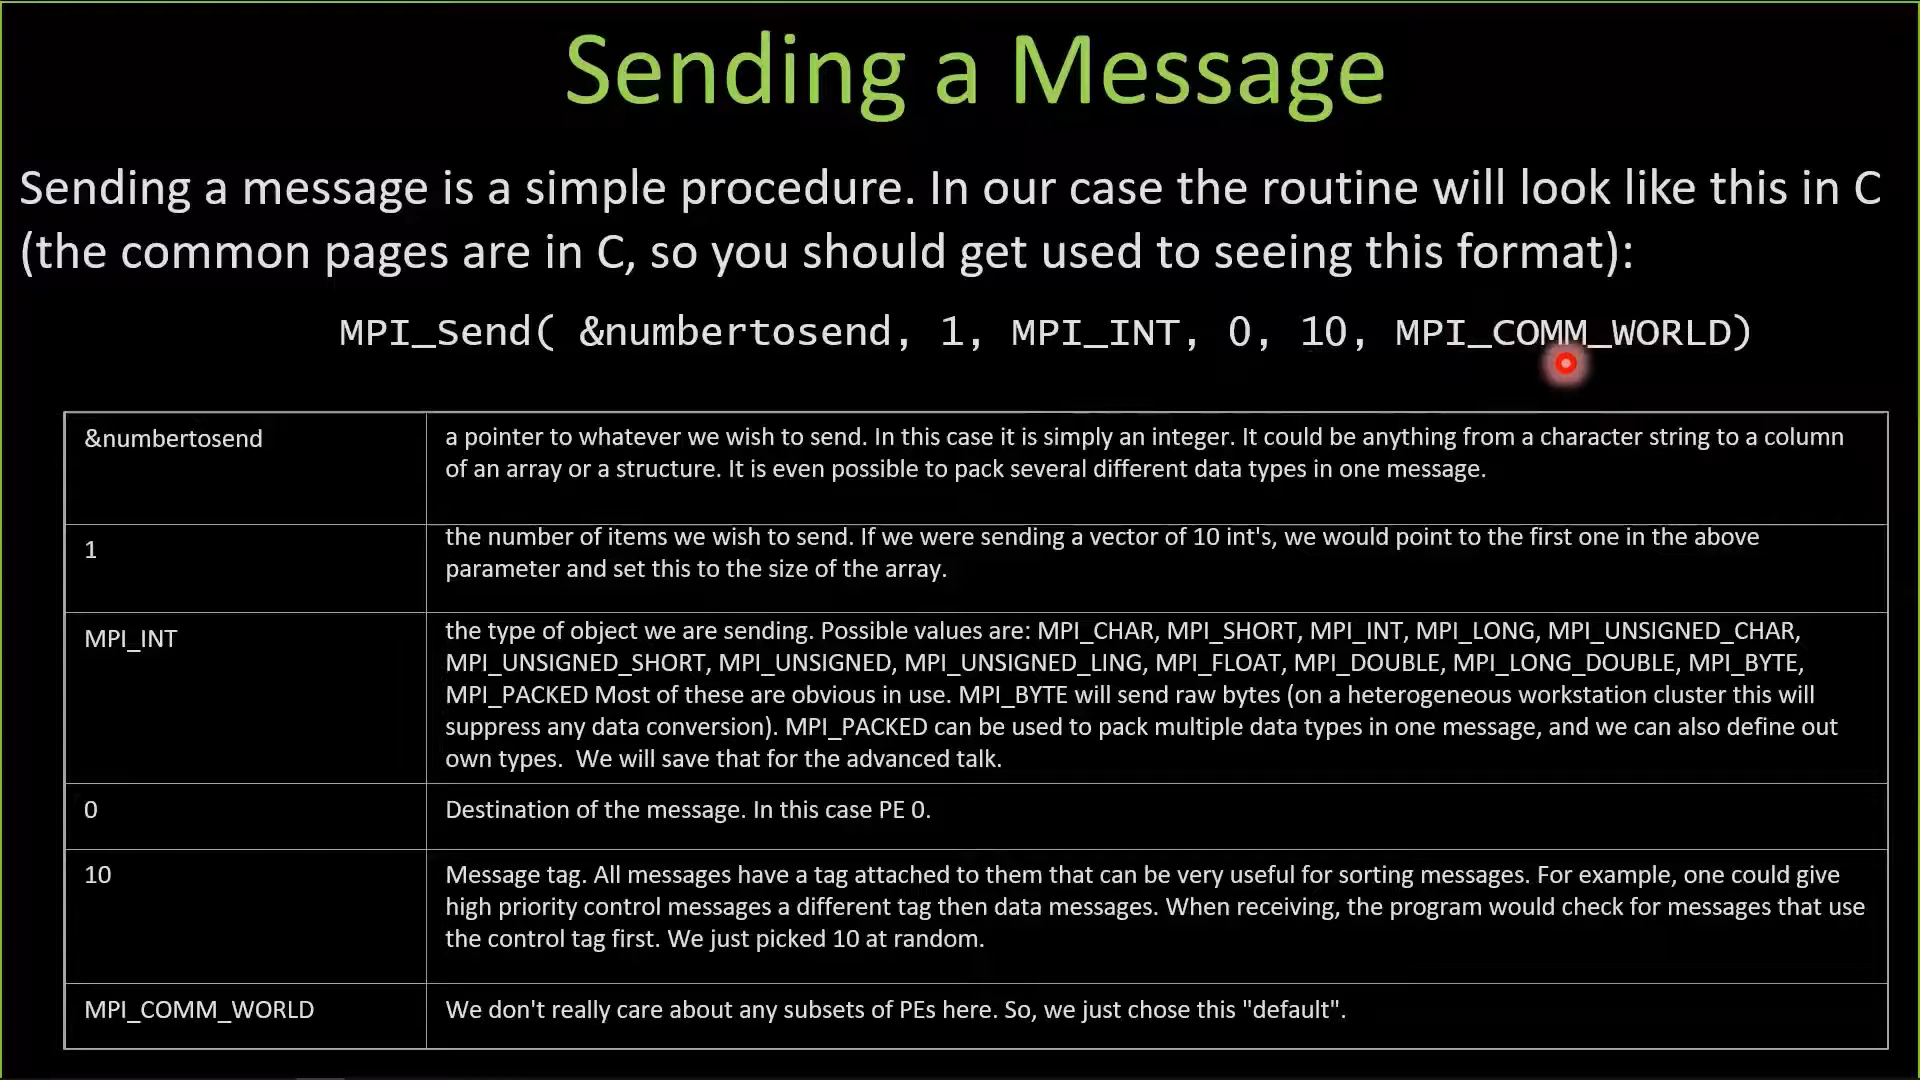 Sending a Message
Sending a message is a simple procedure. In our case the routine will look like this in C
(the common pages are in C, so you should get used to seeing this format):
MPI_Send( &numbertosend, 1, MPI_INT, 0, 10, MPI_COMM_WORLD)
&numbertosend
a pointer to whatever we wish to send. In this case it is simply an integer. It could be anything from a character string to a column
of an array or a structure. It is even possible to pack several different data types in one message.
1
the number of items we wish to send. If we were sending a vector of 10 int's, we would point to the first one in the above
parameter and set this to the size of the array.
MPI_INT
the type of object we are sending. Possible values are: MPI_CHAR, MPI_SHORT, MPI_INT, MPI_LONG, MPI_UNSIGNED_CHAR,
MPI_UNSIGNED_SHORT, MPI_UNSIGNED, MPI_UNSIGNED_LING, MPI_FLOAT, MPI_DOUBLE, MPI_LONG_DOUBLE, MPI_BYTE,
MPI_PACKED Most of these are obvious in use. MPI_BYTE will send raw bytes (on a heterogeneous workstation cluster this will
suppress any data conversion). MPI_PACKED can be used to pack multiple data types in one message, and we can also define out
own types.  We will save that for the advanced talk.
0
Destination of the message. In this case PE 0.
10
Message tag. All messages have a tag attached to them that can be very useful for sorting messages. For example, one could give
high priority control messages a different tag then data messages. When receiving, the program would check for messages that use
the control tag first. We just picked 10 at random.
MPI_COMM_WORLD
We don't really care about any subsets of PEs here. So, we just chose this "default".